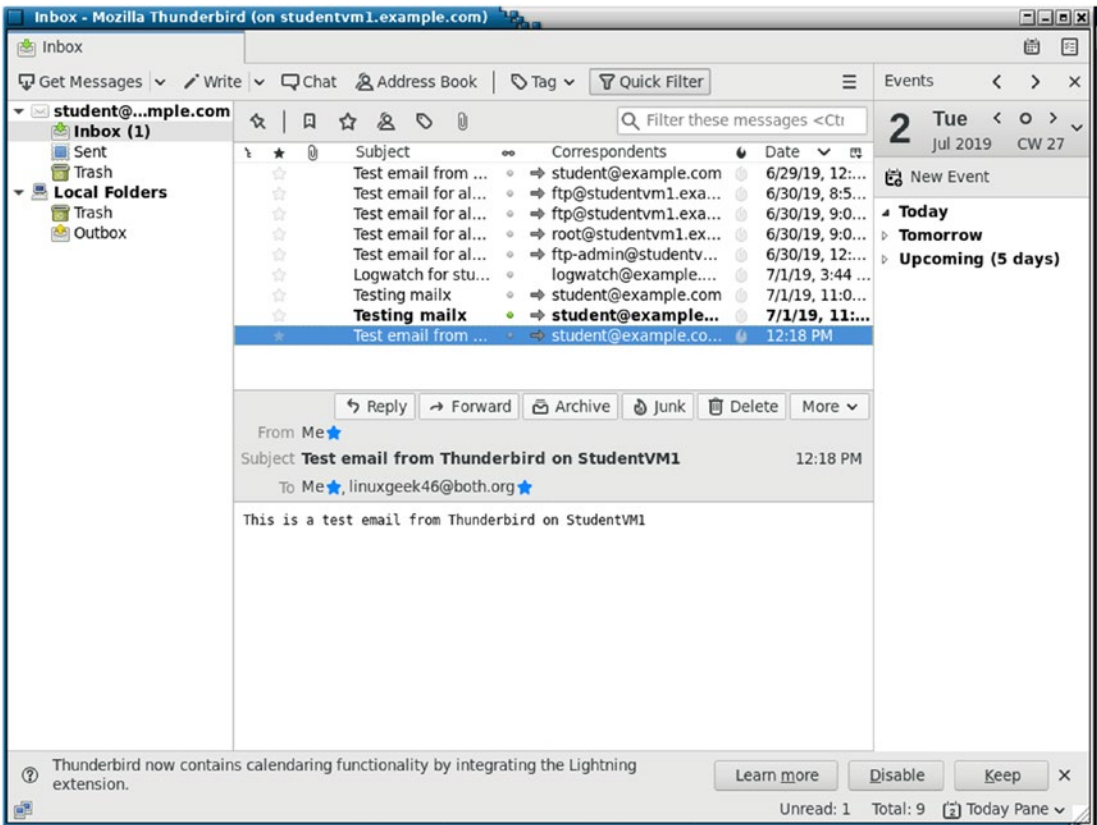 Inbox - Mozilla Thunderbird (on studentvm1.example.com)
Inbox
Get Messages Write Chat Address Book Tag Quick Filter
Events
student@...mple.com
Inbox (1)
Sent
Trash
Local Folders
Trash
Outbox
Filter these messages <Ctr
Subject Correspondents Date
Test email from ... student@example.com 6/29/19, 12:...
Test email for al... ftp@studentvm1.exa... 6/30/19, 8:5...
Test email for al... ftp@studentvm1.exa... 6/30/19, 9:0...
Test email for al... root@studentvm1.ex... 6/30/19, 9:0...
Test email for al... ftp-admin@studentv... 6/30/19, 12:...
Logwatch for stu... logwatch@example.... 7/1/19, 3:44 ...
Testing mailx student@example.com 7/1/19, 11:0...
Testing mailx student@example... 7/1/19, 11:...
Test email from ... student@example.co... 12:18 PM
Reply Forward Archive Junk Delete More
From Me
Subject Test email from Thunderbird on StudentVM1 12:18 PM
To Me, linuxgeek46@both.org
This is a test email from Thunderbird on StudentVM1
2 Tue
Jul 2019 CW 27
New Event
Today
Tomorrow
Upcoming (5 days)
Thunderbird now contains calendaring functionality by integrating the Lightning
extension.
Learn more Disable Keep
Unread: 1 Total: 9 2 Today Pane